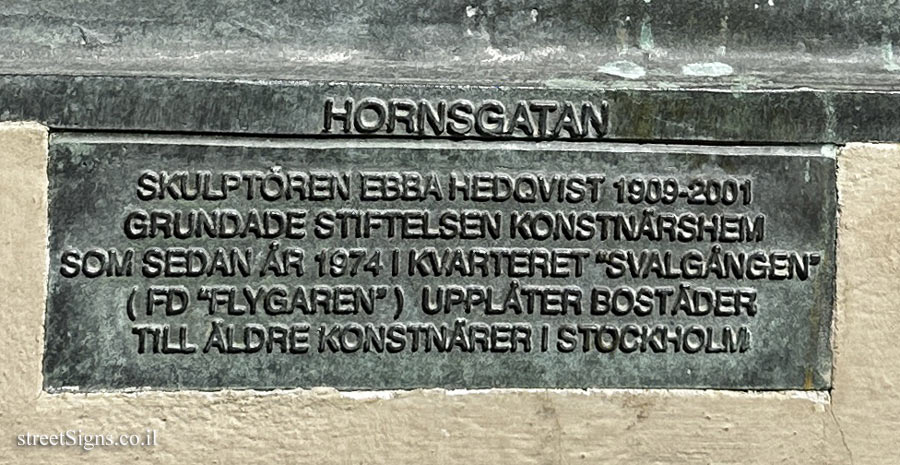 HORNSGATAN
SKULPTÖREN EBBA HEDQVIST 1909-2001
GRUNDADE STIFTELSEN KONSTNÄRSHEM
SOM SEDAN ÅR 1974 I KVARTERET "SVALGÅNGEN"
( FD "FLYGAREN" ) UPPLÅTER BOSTÄDER
TILL ÄLDRE KONSTNÄRER I STOCKHOLM
streetSigns.co.il